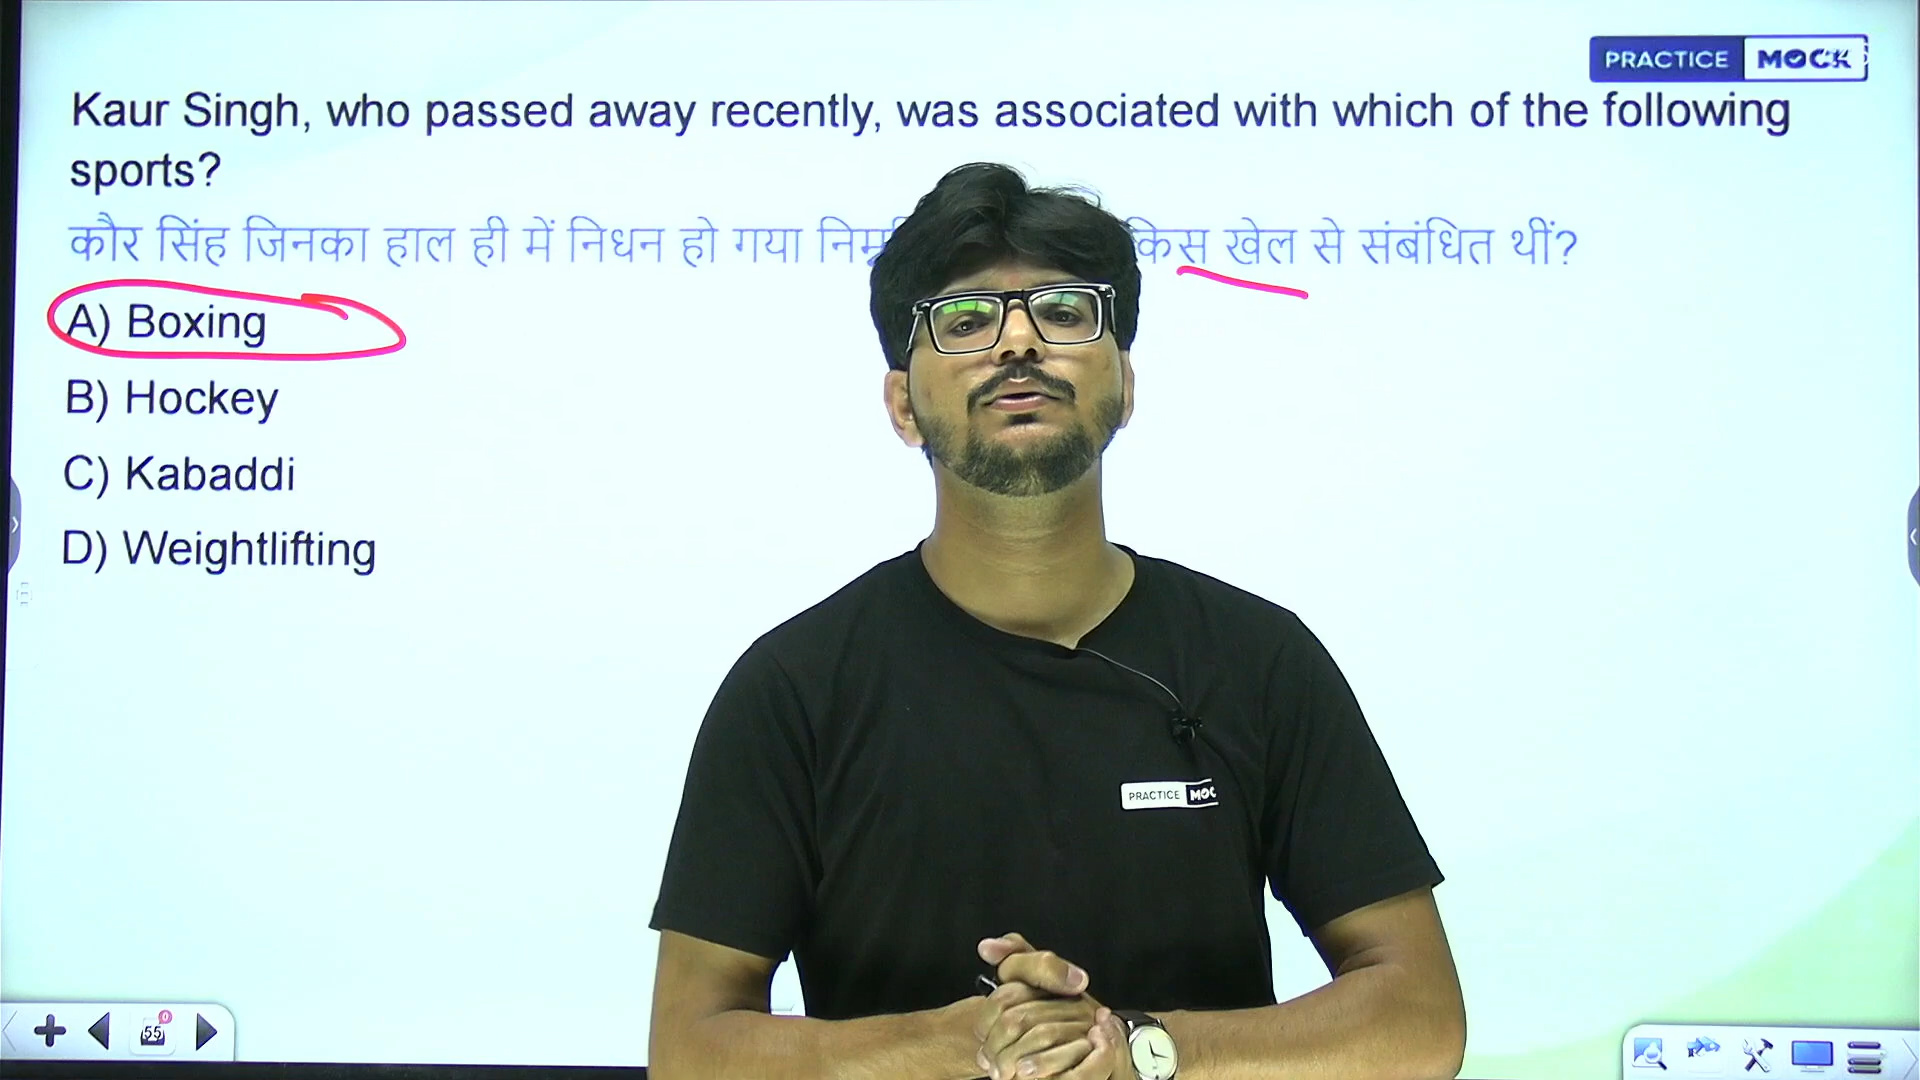 PRACTICE MOCK
Kaur Singh, who passed away recently, was associated with which of the following
sports?
कौर सिंह जिनका हाल ही में निधन हो गया किस खेल से संबंधित थीं?
A) Boxing
B) Hockey
C) Kabaddi
D) Weightlifting
PRACTICE MOC
55
0